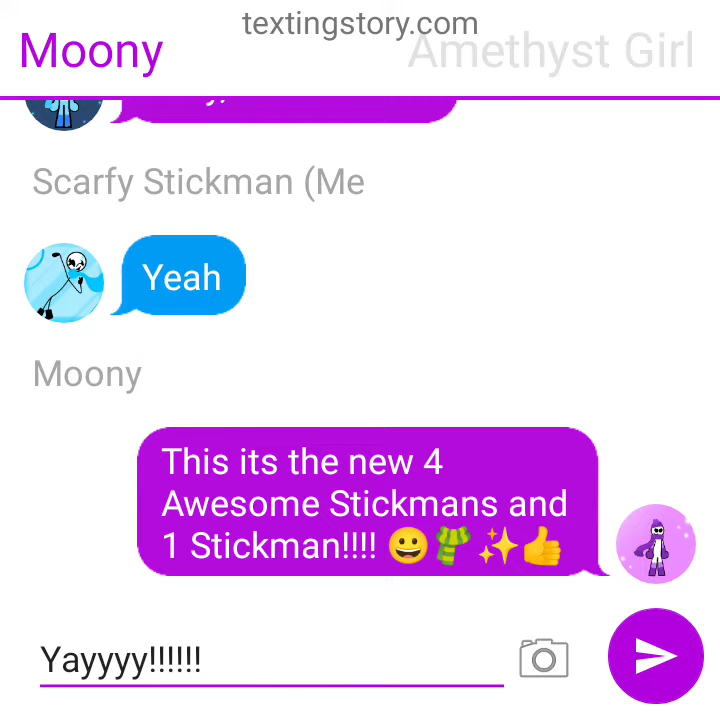 textingstory.com
Moony
Amethyst Girl
Scarfy Stickman (Me
Yeah
Moony
This its the new 4
Awesome Stickmans and
1 Stickman!!!! 😀🧣✨👍
Yayyyy!!!!!!